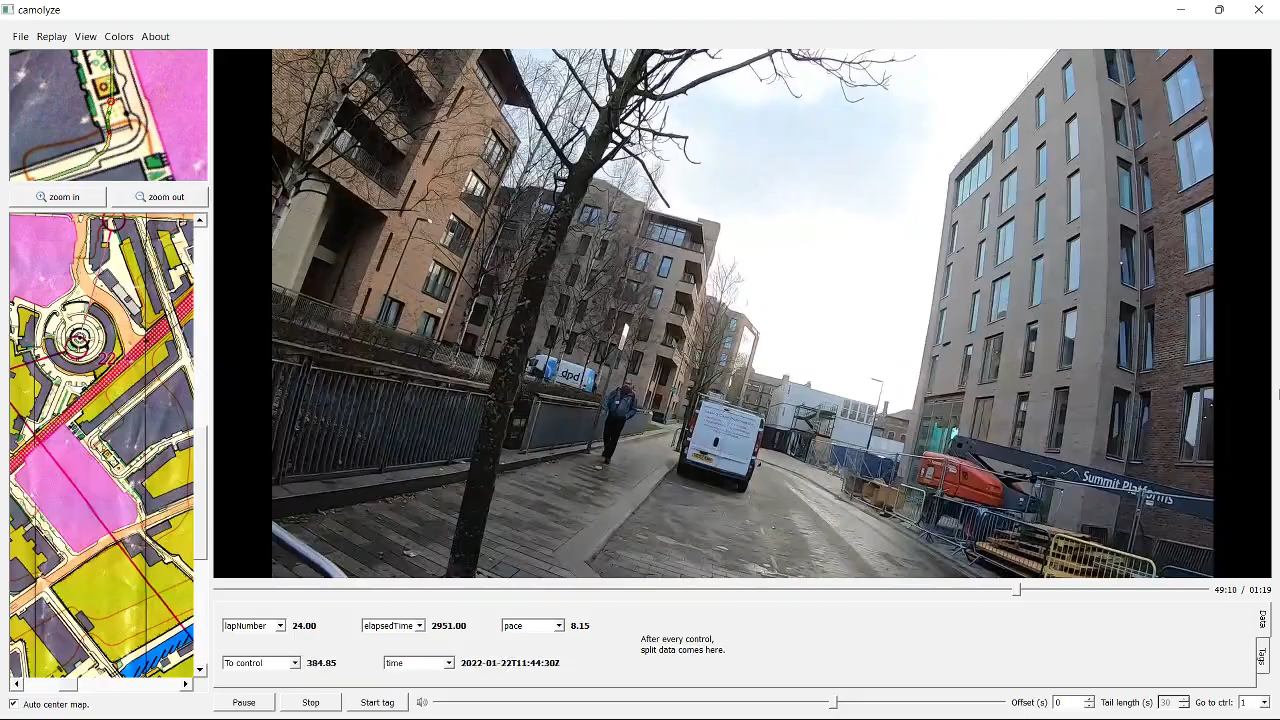 camolyze
File Replay View Colors About
zoom in
zoom out
dpd
Summit Platforms
49:10 / 01:19
lapNumber 24.00 elapsedTime 2951.00 pace 8.15
After every control,
split data comes here.
To control 384.85 time 2022-01-22T11:44:30Z
Data
Tags
Auto center map.
Pause Stop Start tag
Offset (s) 0 Tail length (s) 30 Go to ctrl: 1